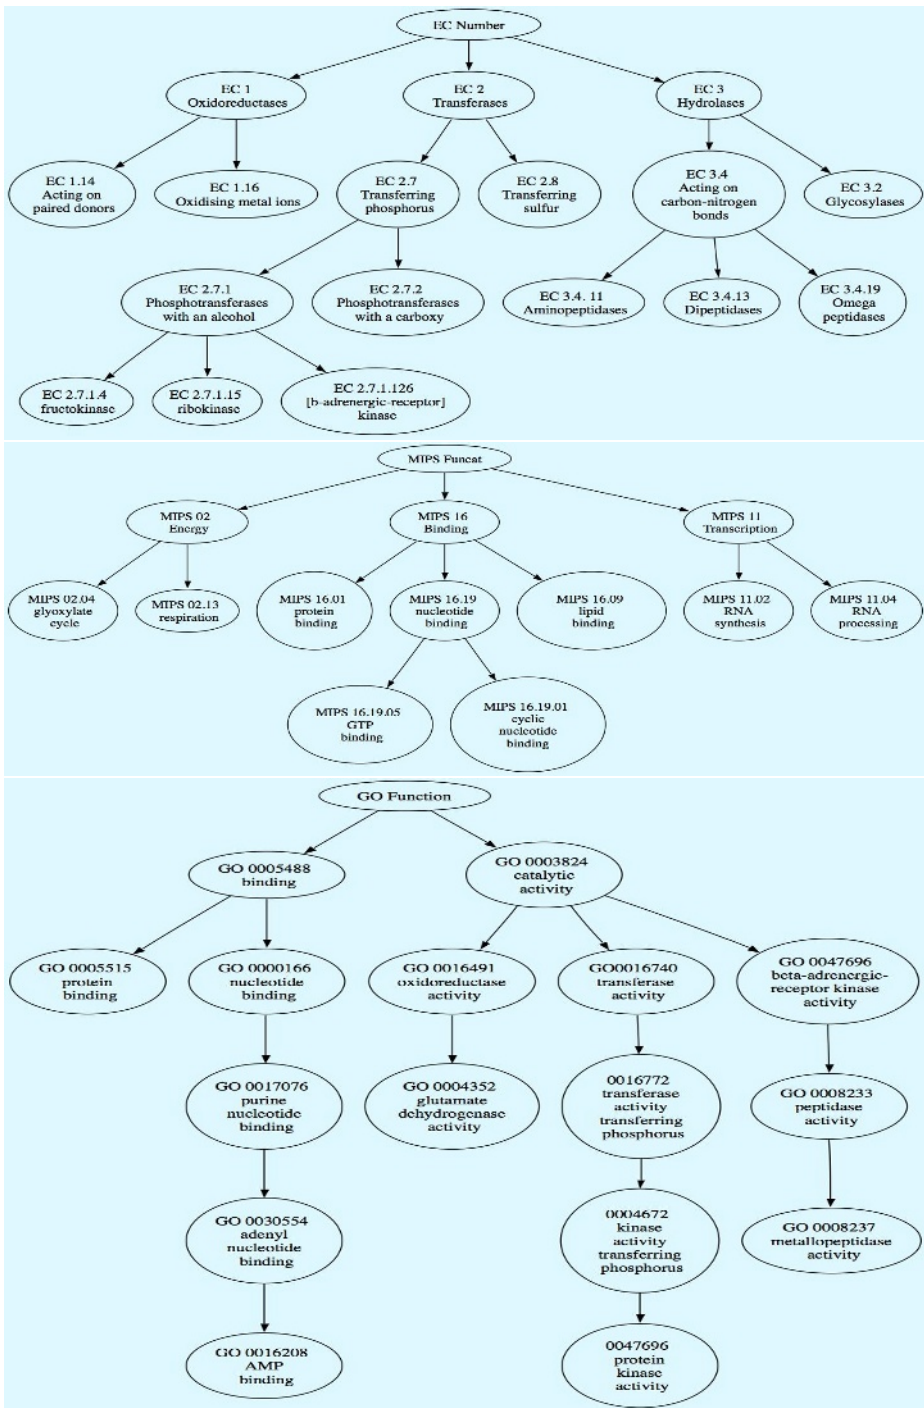 EC Number
EC 1
Oxidoreductases
EC 2
Transferases
EC 3
Hydrolases
EC 1.14
Acting on
paired donors
EC 1.16
Oxidising metal ions
EC 2.7
Transferring
phosphorus
EC 2.8
Transferring
sulfur
EC 3.4
Acting on
carbon-nitrogen
bonds
EC 3.2
Glycosylases
EC 2.7.1
Phosphotransferases
with an alcohol
EC 2.7.2
Phosphotransferases
with a carboxy
EC 3.4. 11
Aminopeptidases
EC 3.4.13
Dipeptidases
EC 3.4.19
Omega
peptidases
EC 2.7.1.4
fructokinase
EC 2.7.1.15
ribokinase
EC 2.7.1.126
[b-adrenergic-receptor]
kinase
MIPS Funcat
MIPS 02
Energy
MIPS 16
Binding
MIPS 11
Transcription
MIPS 02.04
glyoxylate
cycle
MIPS 02.13
respiration
MIPS 16.01
protein
binding
MIPS 16.19
nucleotide
binding
MIPS 16.09
lipid
binding
MIPS 11.02
RNA
synthesis
MIPS 11.04
RNA
processing
MIPS 16.19.05
GTP
binding
MIPS 16.19.01
cyclic
nucleotide
binding
GO Function
GO 0005488
binding
GO 0003824
catalytic
activity
GO 0005515
protein
binding
GO 0000166
nucleotide
binding
GO 0016491
oxidoreductase
activity
GO0016740
transferase
activity
GO 0047696
beta-adrenergic-
receptor kinase
activity
GO 0017076
purine
nucleotide
binding
GO 0004352
glutamate
dehydrogenase
activity
0016772
transferase
activity
transferring
phosphorus
GO 0008233
peptidase
activity
GO 0030554
adenyl
nucleotide
binding
0004672
kinase
activity
transferring
phosphorus
GO 0008237
metallopeptidase
activity
GO 0016208
AMP
binding
0047696
protein
kinase
activity